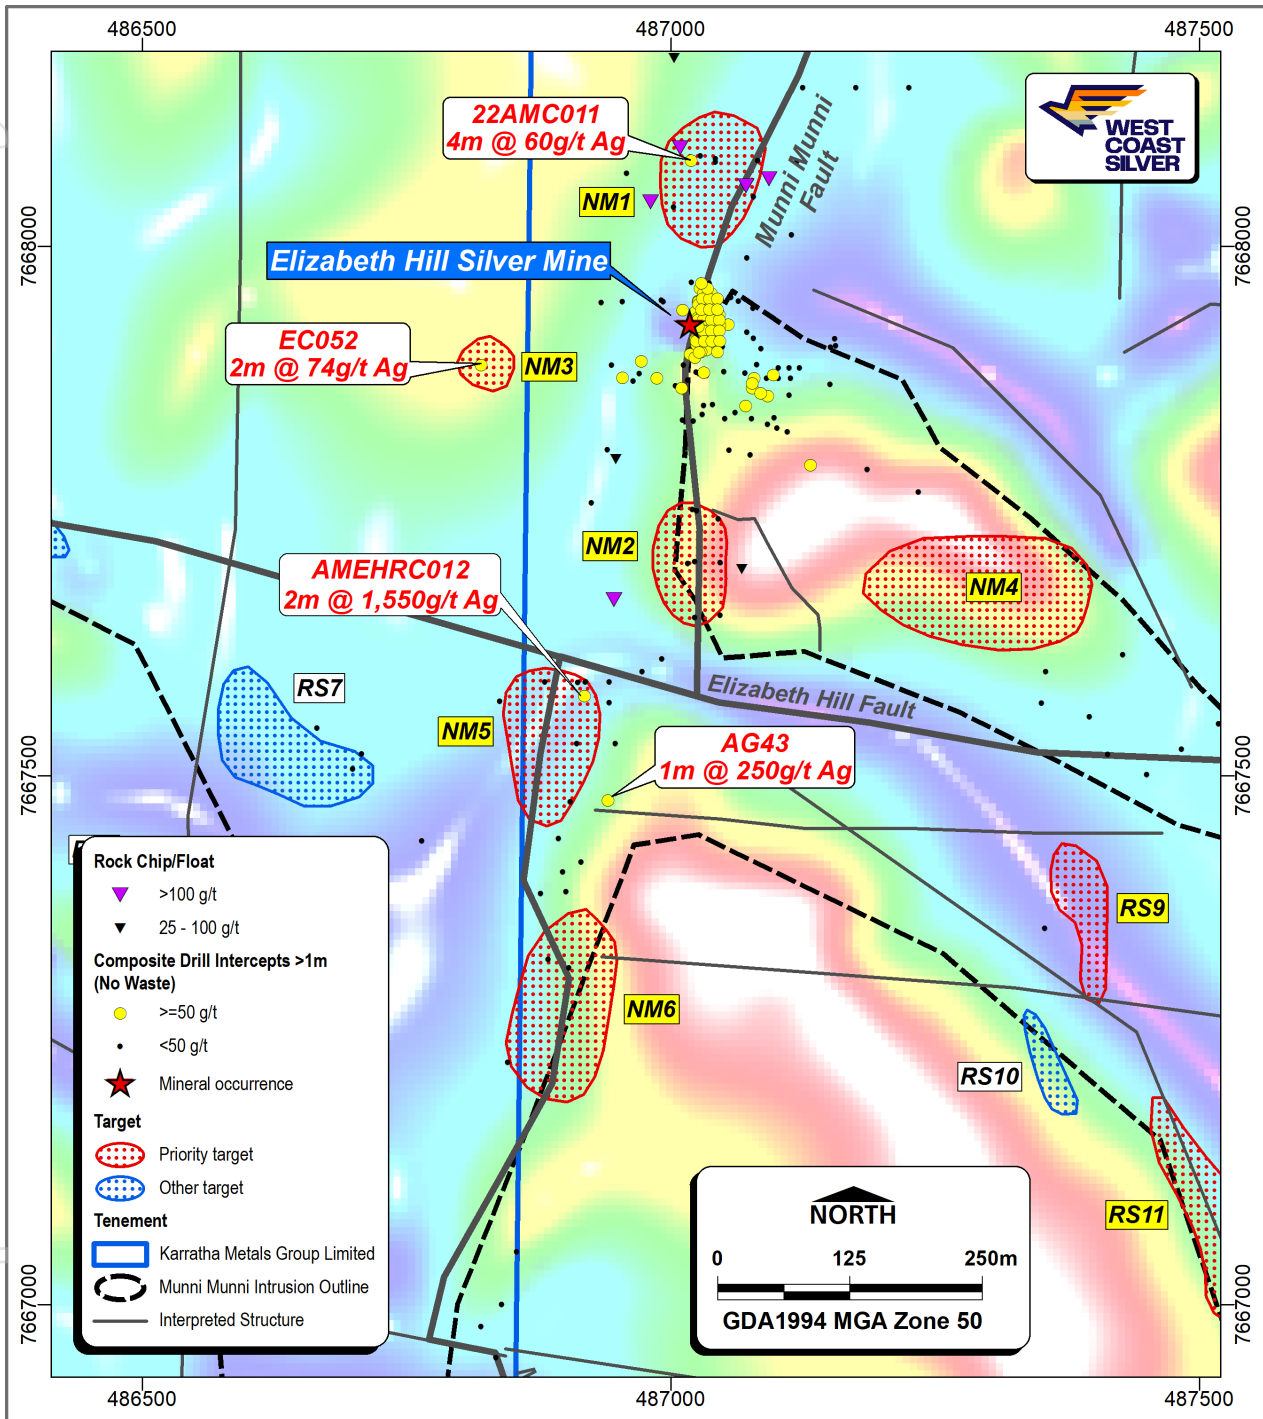 486500
487000
487500
22AMC011
4m @ 60g/t Ag
Munni Munni
Fault
WEST
COAST
SILVER
NM1
7668000
7668000
Elizabeth Hill Silver Mine
EC052
2m @ 74g/t Ag
NM3
NM2
AMEHRC012
2m @ 1,550g/t Ag
NM4
RS7
Elizabeth Hill Fault
NM5
AG43
1m @ 250g/t Ag
7667500
7667500
Rock Chip/Float
>100 g/t
25 - 100 g/t
Composite Drill Intercepts >1m
(No Waste)
>=50 g/t
<50 g/t
Mineral occurrence
Target
Priority target
Other target
Tenement
Karratha Metals Group Limited
Munni Munni Intrusion Outline
Interpreted Structure
RS9
NM6
RS10
RS11
NORTH
0 125 250m
GDA1994 MGA Zone 50
7667000
7667000
486500
487000
487500